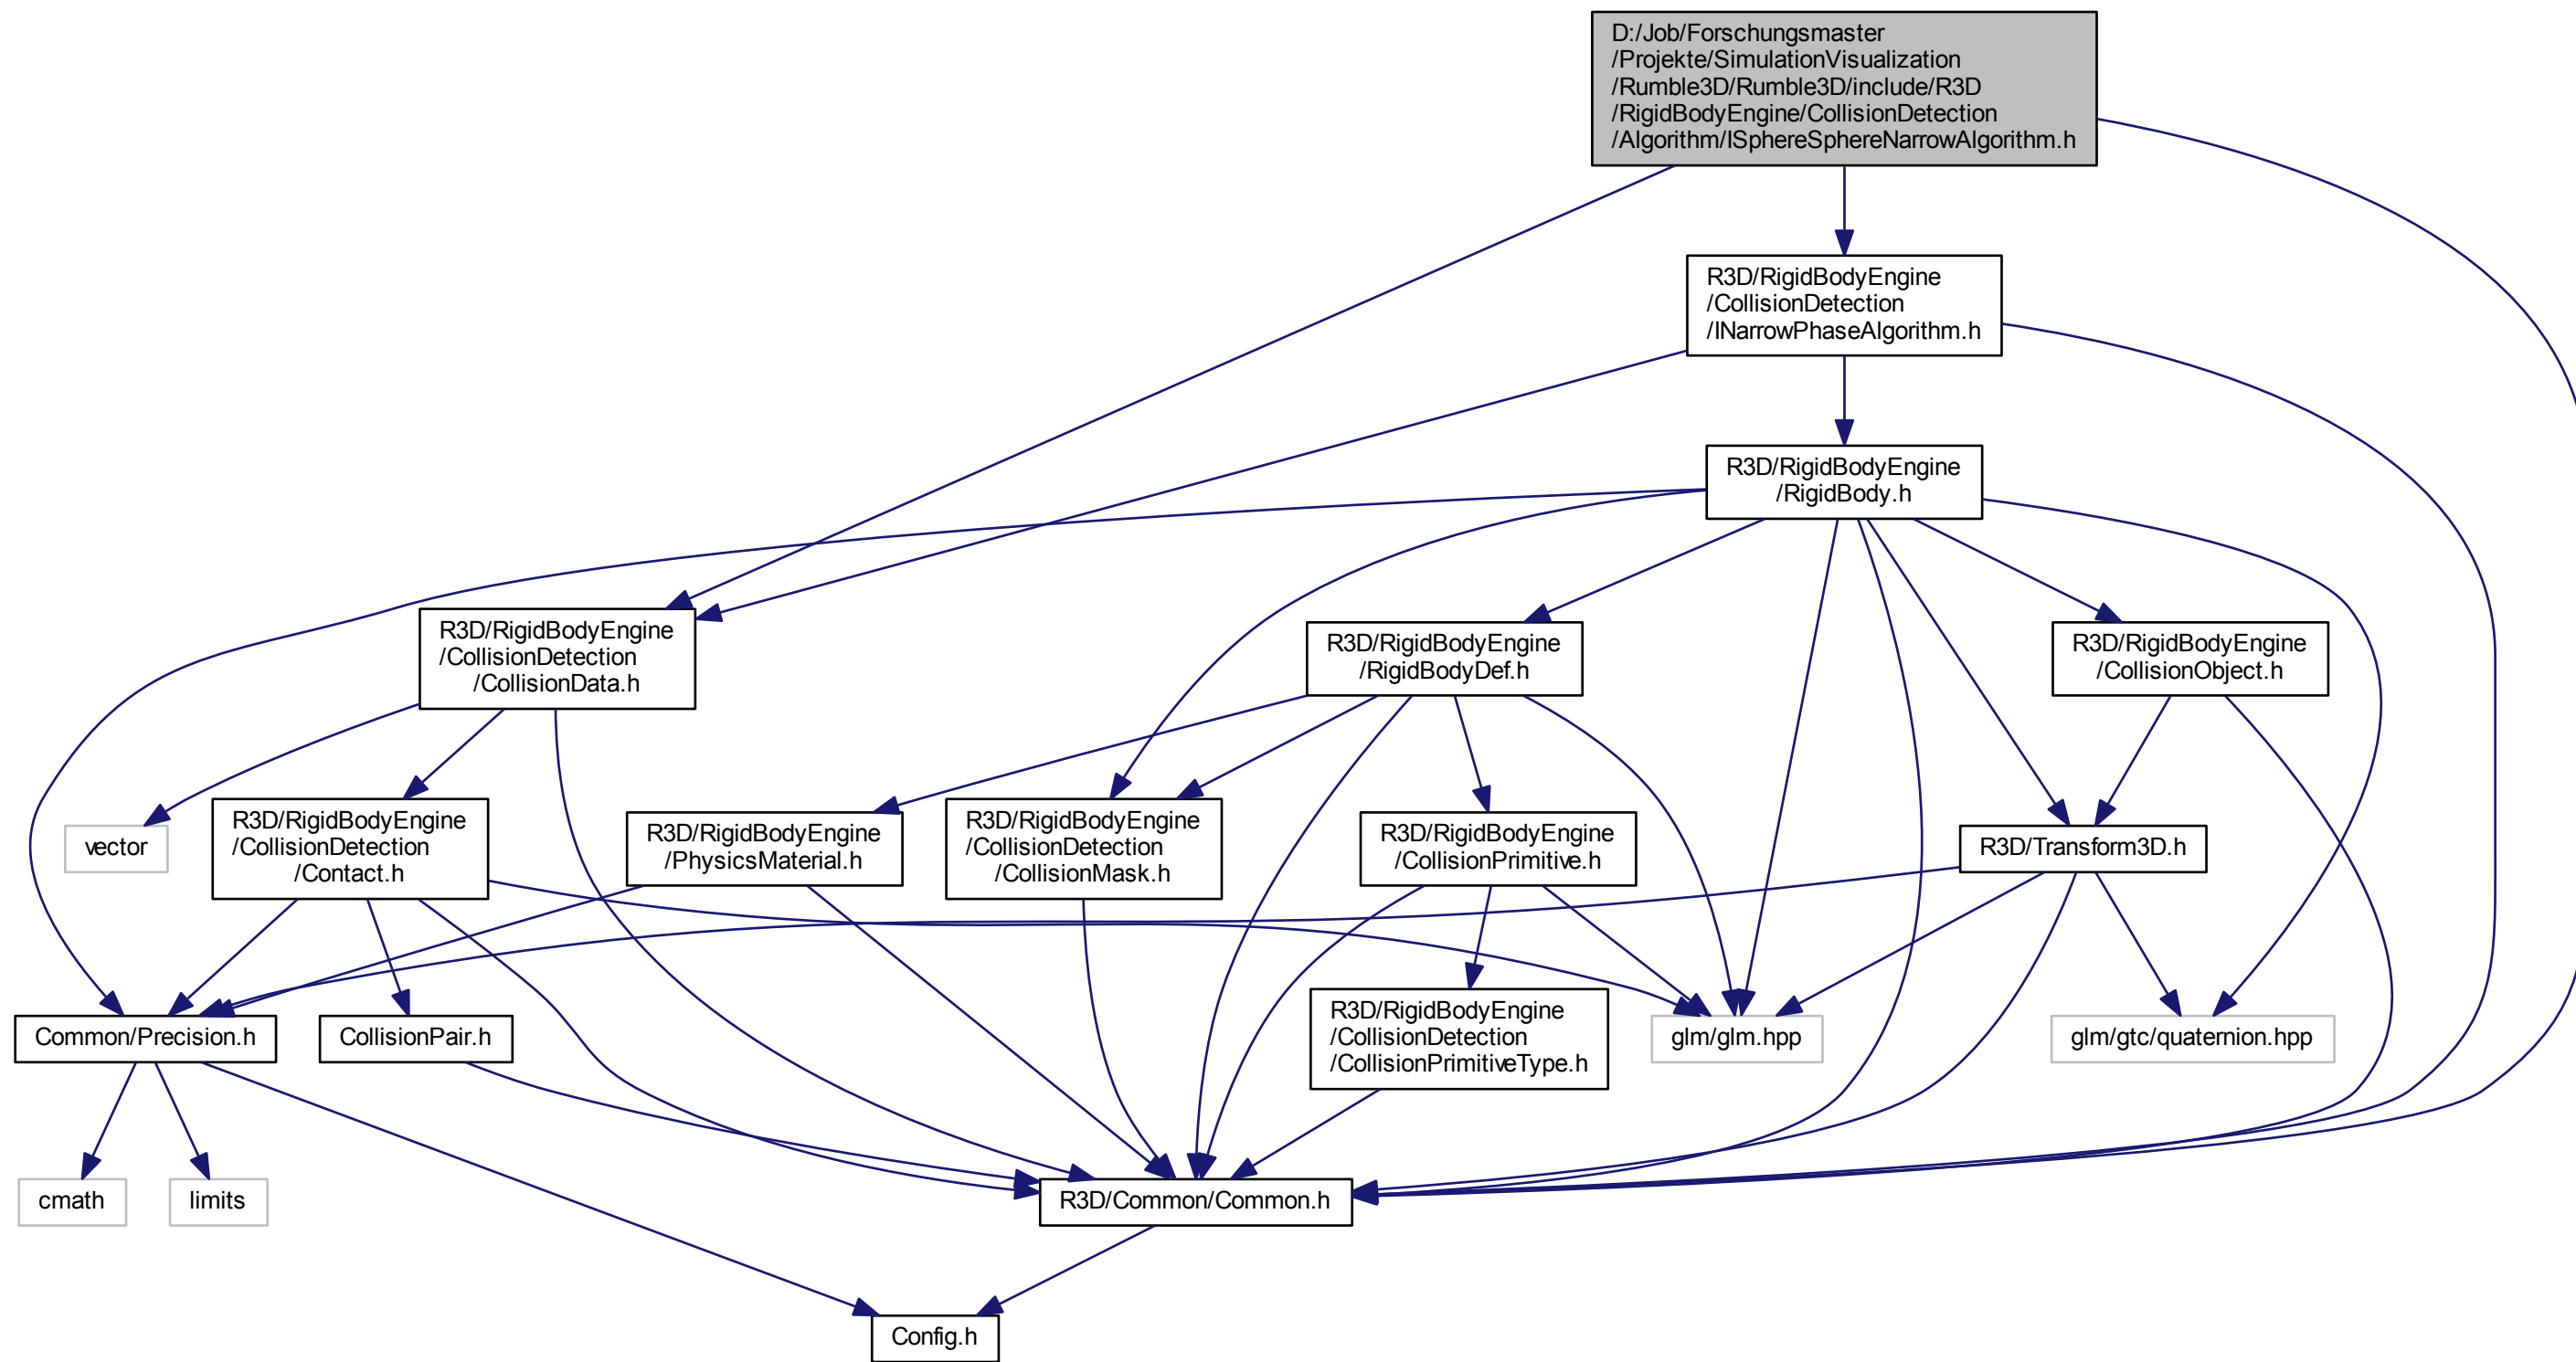 D:/Job/Forschungsmaster
/Projekte/SimulationVisualization
/Rumble3D/Rumble3D/include/R3D
/RigidBodyEngine/CollisionDetection
/Algorithm/ISphereSphereNarrowAlgorithm.h
R3D/RigidBodyEngine
/CollisionDetection
/INarrowPhaseAlgorithm.h
R3D/RigidBodyEngine
/RigidBody.h
R3D/RigidBodyEngine
/CollisionDetection
/CollisionData.h
R3D/RigidBodyEngine
/RigidBodyDef.h
R3D/RigidBodyEngine
/CollisionObject.h
vector
R3D/RigidBodyEngine
/CollisionDetection
/Contact.h
R3D/RigidBodyEngine
/PhysicsMaterial.h
R3D/RigidBodyEngine
/CollisionDetection
/CollisionMask.h
R3D/RigidBodyEngine
/CollisionPrimitive.h
R3D/Transform3D.h
Common/Precision.h
CollisionPair.h
R3D/RigidBodyEngine
/CollisionDetection
/CollisionPrimitiveType.h
glm/glm.hpp
glm/gtc/quaternion.hpp
cmath
limits
R3D/Common/Common.h
Config.h